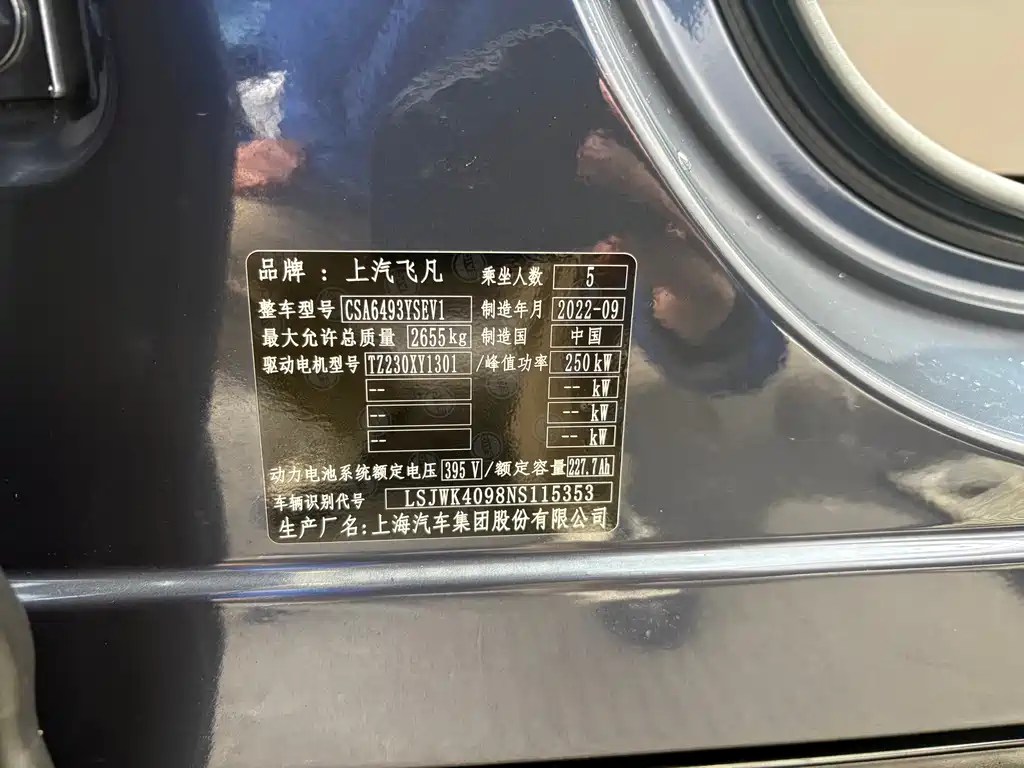 品牌：上汽飞凡 乘坐人数 5
整车型号 CSA6493YSEV1 制造年月 2022-09
最大允许总质量 2655kg 制造国 中国
驱动电机型号 TZ230XY1301 /峰值功率 250kW
-- -- kW
-- -- kW
-- -- kW
动力电池系统额定电压 395 V /额定容量 227.7Ah
车辆识别代号 LSJWK4098NS115353
生产厂名:上海汽车集团股份有限公司